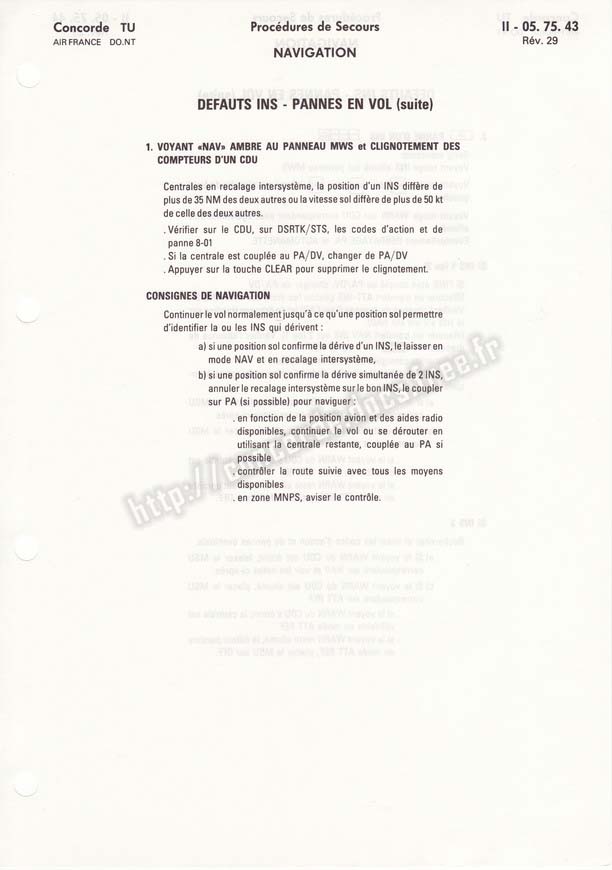 Concorde TU
AIR FRANCE DO.NT
Procédures de Secours
NAVIGATION
II - 05. 75. 43
Rév. 29
DEFAUTS INS - PANNES EN VOL (suite)
1. VOYANT «NAV» AMBRE AU PANNEAU MWS et CLIGNOTEMENT DES
COMPTEURS D'UN CDU
Centrales en recalage intersystème, la position d'un INS diffère de
plus de 35 NM des deux autres ou la vitesse sol diffère de plus de 50 kt
de celle des deux autres.
. Vérifier sur le CDU, sur DSRTK/STS, les codes d'action et de
panne 8-01
. Si la centrale est couplée au PA/DV, changer de PA/DV
. Appuyer sur la touche CLEAR pour supprimer le clignotement.
CONSIGNES DE NAVIGATION
Continuer le vol normalement jusqu'à ce qu'une position sol permettre
d'identifier la ou les INS qui dérivent :
a) si une position sol confirme la dérive d'un INS, le laisser en
mode NAV et en recalage intersystème,
b) si une position sol confirme la dérive simultanée de 2 INS,
annuler le recalage intersystème sur le bon INS, le coupler
sur PA (si possible) pour naviguer :
. en fonction de la position avion et des aides radio
disponibles, continuer le vol ou se dérouter en
utilisant la centrale restante, couplée au PA si
possible
. contrôler la route suivie avec tous les moyens
disponibles
. en zone MNPS, aviser le contrôle.